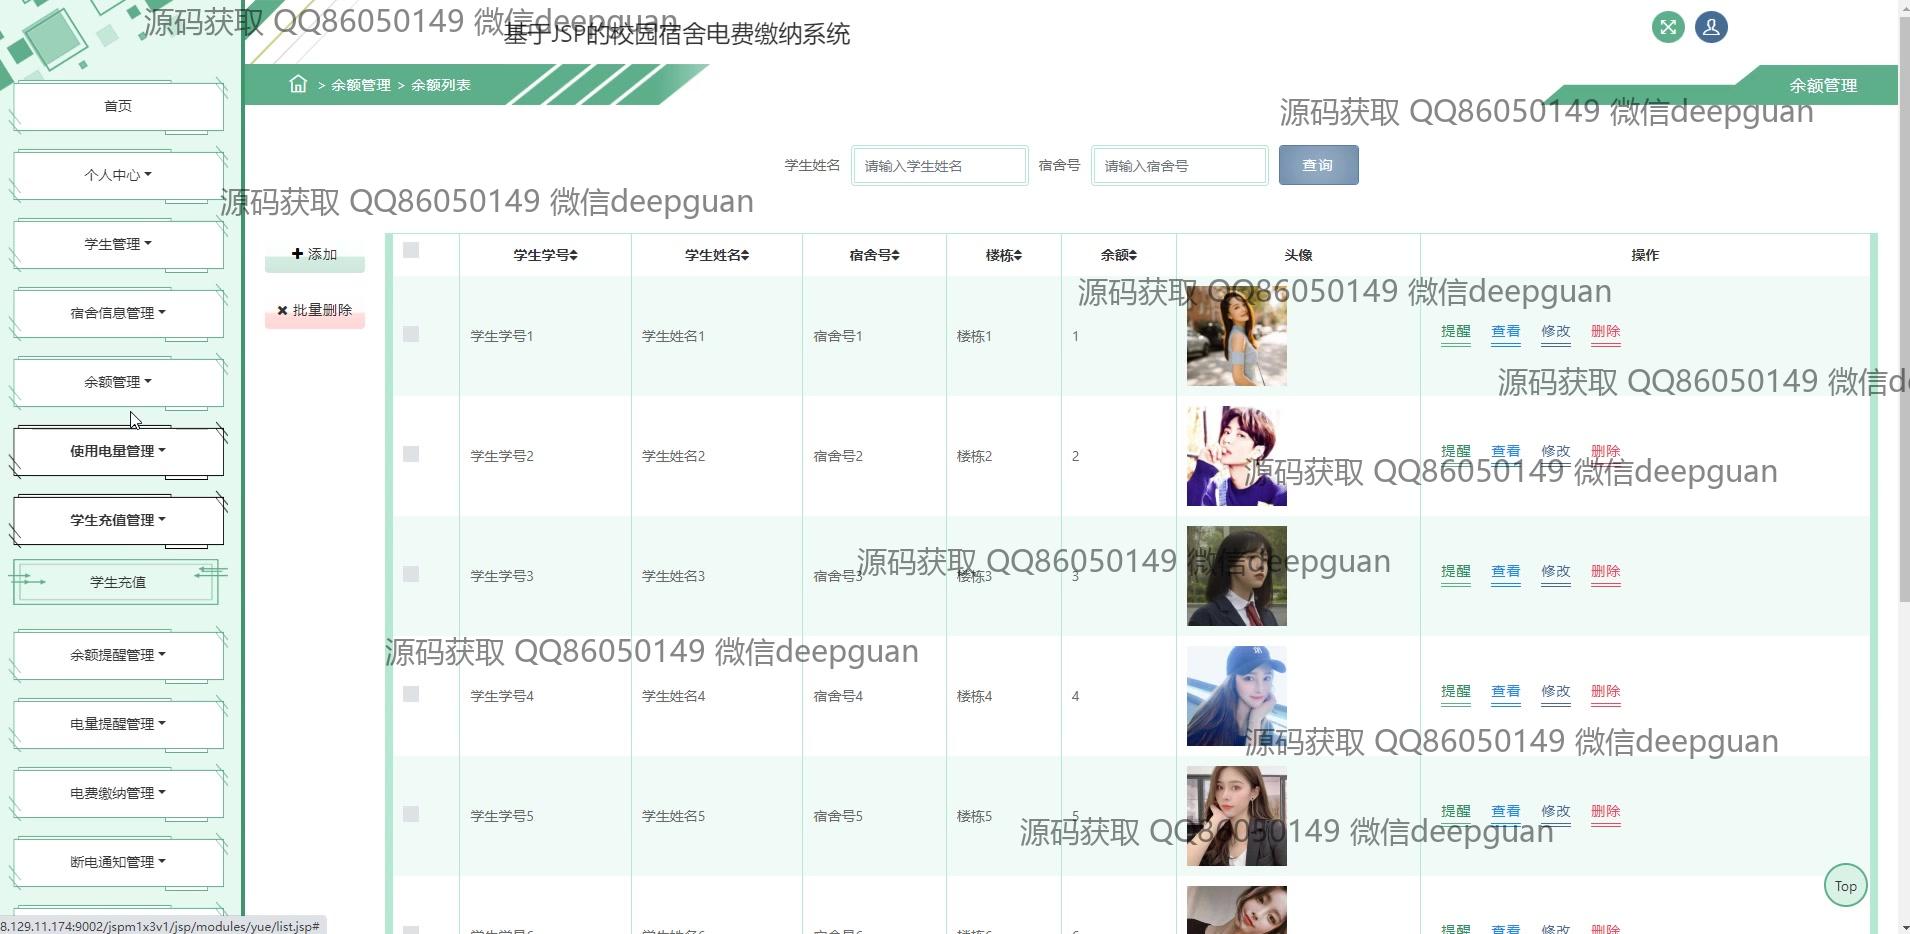 源码获取 QQ86050149 微信deepguan
基于JSP的校园宿舍电费缴纳系统
> 余额管理 > 余额列表
余额管理
源码获取 QQ86050149 微信deepguan
首页
个人中心
学生管理
宿舍信息管理
余额管理
使用电量管理
学生充值管理
学生充值
余额提醒管理
电量提醒管理
电费缴纳管理
断电通知管理
学生姓名 请输入学生姓名 宿舍号 请输入宿舍号 查询
源码获取 QQ86050149 微信deepguan
添加
批量删除
学生学号 学生姓名 宿舍号 楼栋 余额 头像 操作
源码获取 QQ86050149 微信deepguan
学生学号1 学生姓名1 宿舍号1 楼栋1 1 提醒 查看 修改 删除
源码获取 QQ86050149 微信d
学生学号2 学生姓名2 宿舍号2 楼栋2 2 提醒 查看 修改 删除
源码获取 QQ86050149 微信deepguan
源码获取 QQ86050149 微信deepguan
学生学号3 学生姓名3 宿舍号3 楼栋3 3 提醒 查看 修改 删除
源码获取 QQ86050149 微信deepguan
学生学号4 学生姓名4 宿舍号4 楼栋4 4 提醒 查看 修改 删除
源码获取 QQ86050149 微信deepguan
学生学号5 学生姓名5 宿舍号5 楼栋5 5 提醒 查看 修改 删除
源码获取 QQ86050149 微信deepguan
Top
提醒 查看 修改 删除
8.129.11.174:9002/jspm1x3v1/jsp/modules/yue/list.jsp#